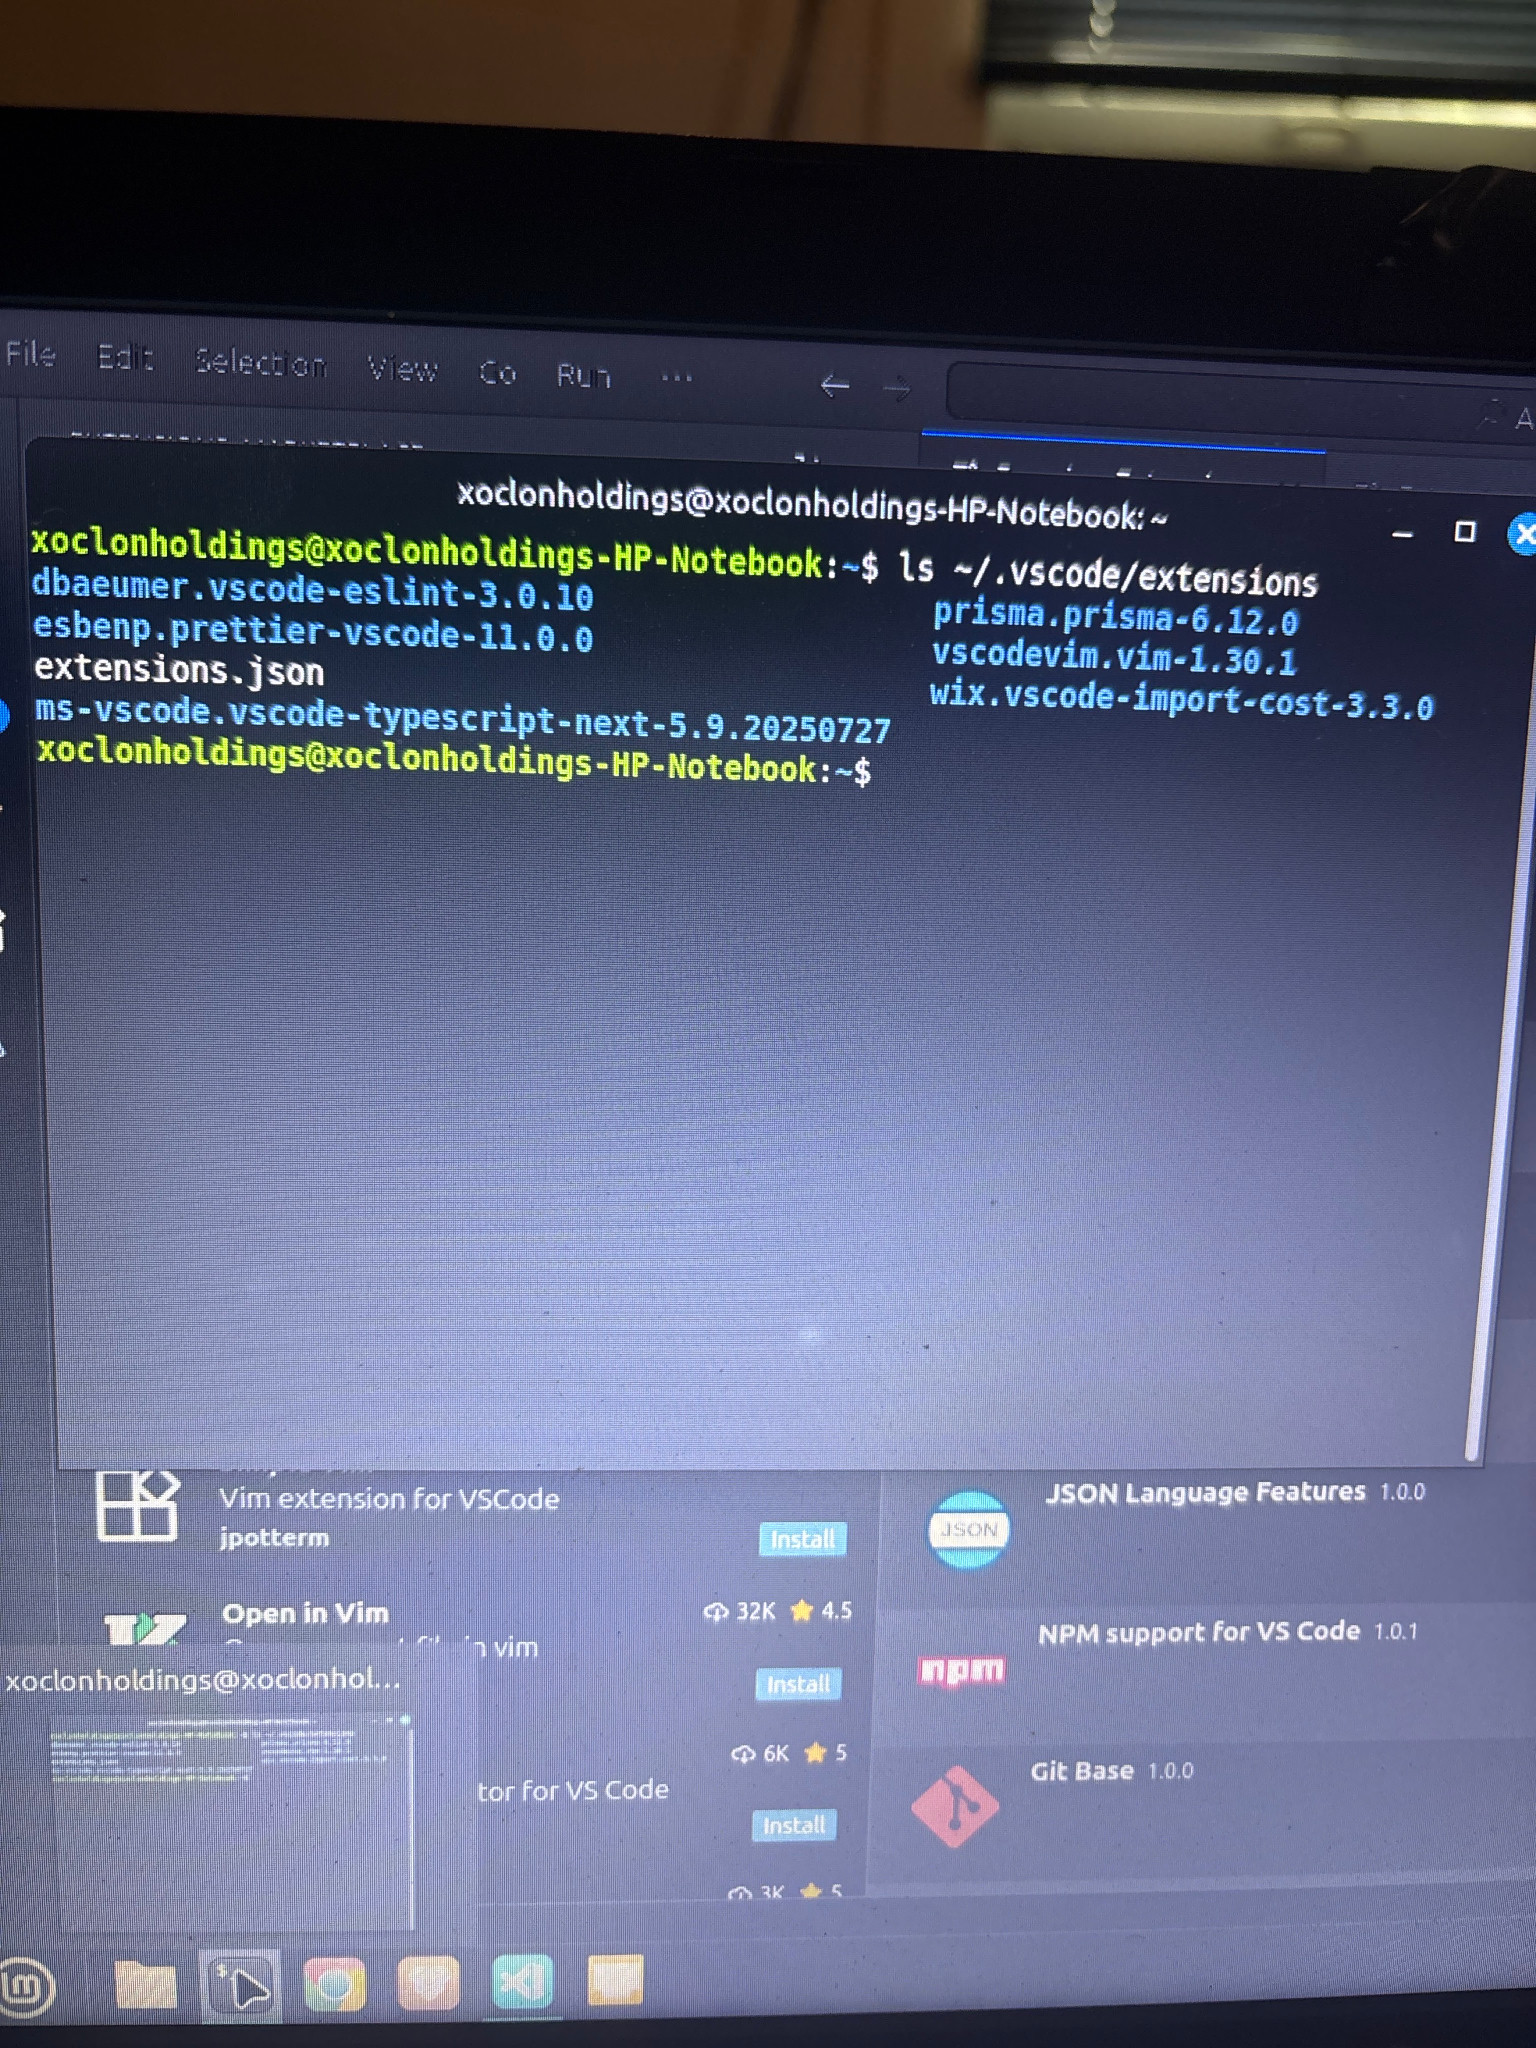 File Edit Selection View Go Run ...
xoclonholdings@xoclonholdings-HP-Notebook: ~
xoclonholdings@xoclonholdings-HP-Notebook:~$ ls ~/.vscode/extensions
dbaeumer.vscode-eslint-3.0.10 prisma.prisma-6.12.0
esbenp.prettier-vscode-11.0.0 vscodevim.vim-1.30.1
extensions.json wix.vscode-import-cost-3.3.0
ms-vscode.vscode-typescript-next-5.9.20250727
xoclonholdings@xoclonholdings-HP-Notebook:~$
Vim extension for VSCode
jpotterm
Install
Open in Vim
32K 4.5
in vim
Install
6K 5
tor for VS Code
Install
3K 5
JSON Language Features 1.0.0
JSON
NPM support for VS Code 1.0.1
npm
Git Base 1.0.0
xoclonholdings@xoclonhol...